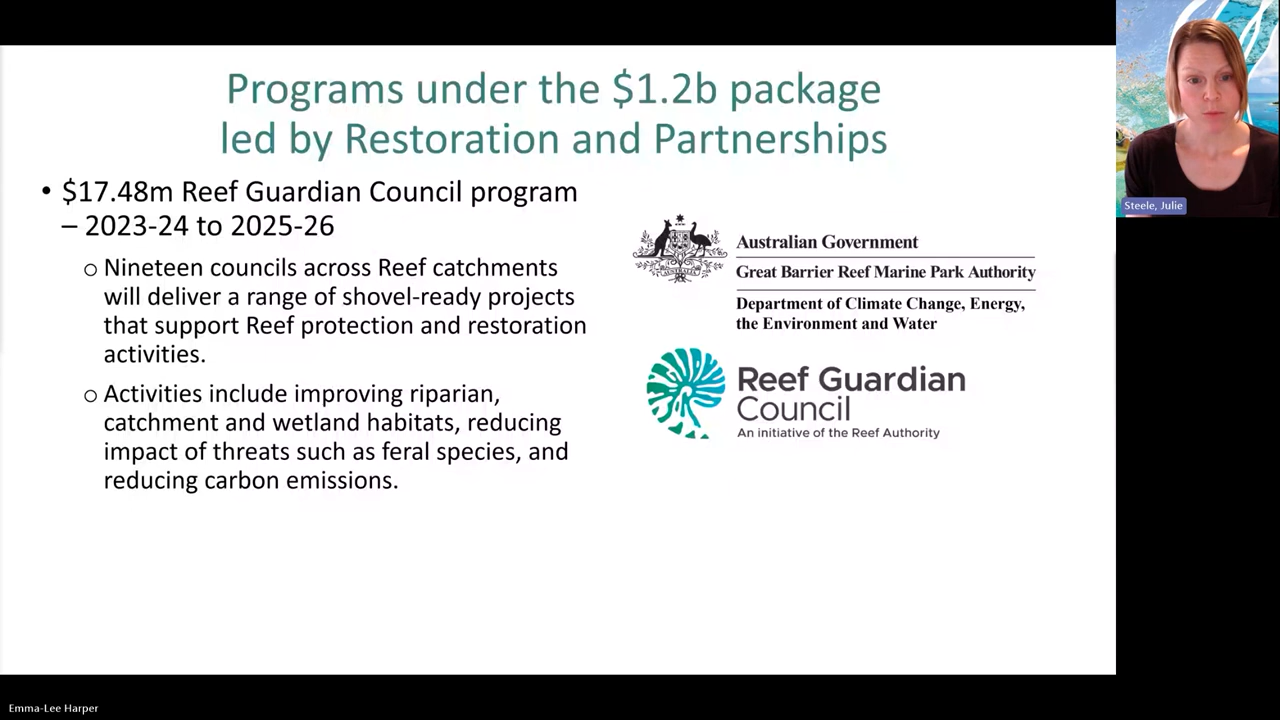 Programs under the $1.2b package
led by Restoration and Partnerships
• $17.48m Reef Guardian Council program
– 2023-24 to 2025-26
o Nineteen councils across Reef catchments
will deliver a range of shovel-ready projects
that support Reef protection and restoration
activities.
o Activities include improving riparian,
catchment and wetland habitats, reducing
impact of threats such as feral species, and
reducing carbon emissions.
Australian Government
Great Barrier Reef Marine Park Authority
Department of Climate Change, Energy,
the Environment and Water
Reef Guardian
Council
An initiative of the Reef Authority
Steele, Julie
Emma-Lee Harper